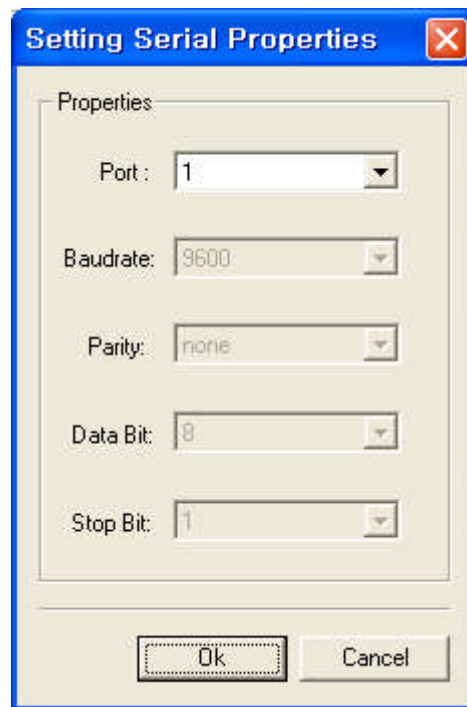 Setting Serial Properties
Properties
Port : 1
Baudrate: 9600
Parity: none
Data Bit: 8
Stop Bit: 1
Ok Cancel